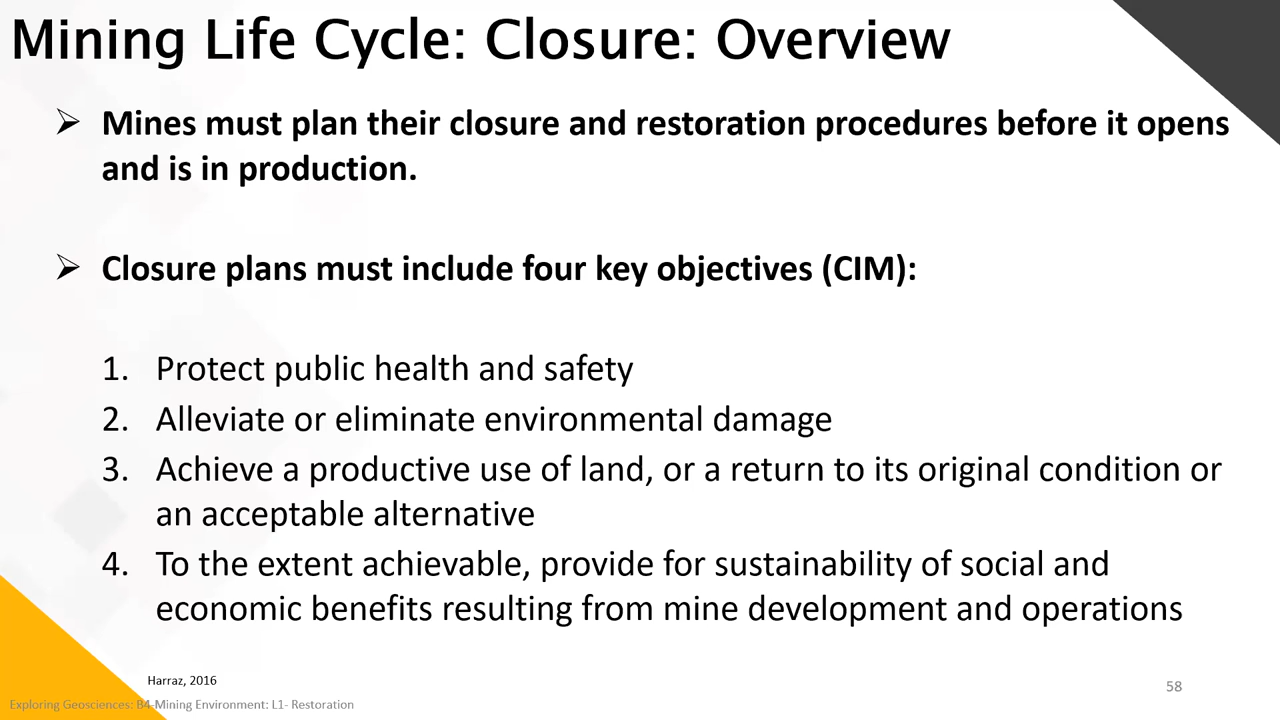 Mining Life Cycle: Closure: Overview
➢ Mines must plan their closure and restoration procedures before it opens
and is in production.
➢ Closure plans must include four key objectives (CIM):
1. Protect public health and safety
2. Alleviate or eliminate environmental damage
3. Achieve a productive use of land, or a return to its original condition or
an acceptable alternative
4. To the extent achievable, provide for sustainability of social and
economic benefits resulting from mine development and operations
Harraz, 2016
58
Exploring Geosciences: B4-Mining Environment: L1- Restoration